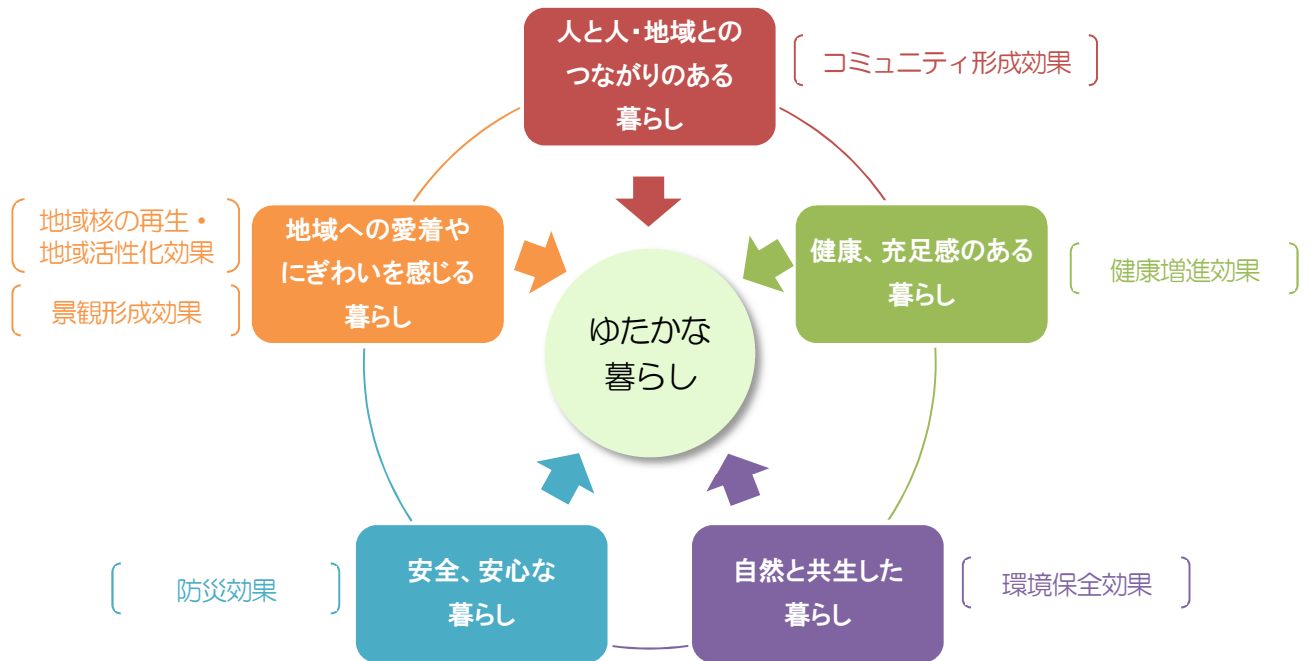 人と人・地域との
つながりのある
暮らし
コミュニティ形成効果
地域核の再生・
地域活性化効果
景観形成効果
地域への愛着や
にぎわいを感じる
暮らし
健康、充足感のある
暮らし
健康増進効果
ゆたかな
暮らし
防災効果
安全、安心な
暮らし
自然と共生した
暮らし
環境保全効果